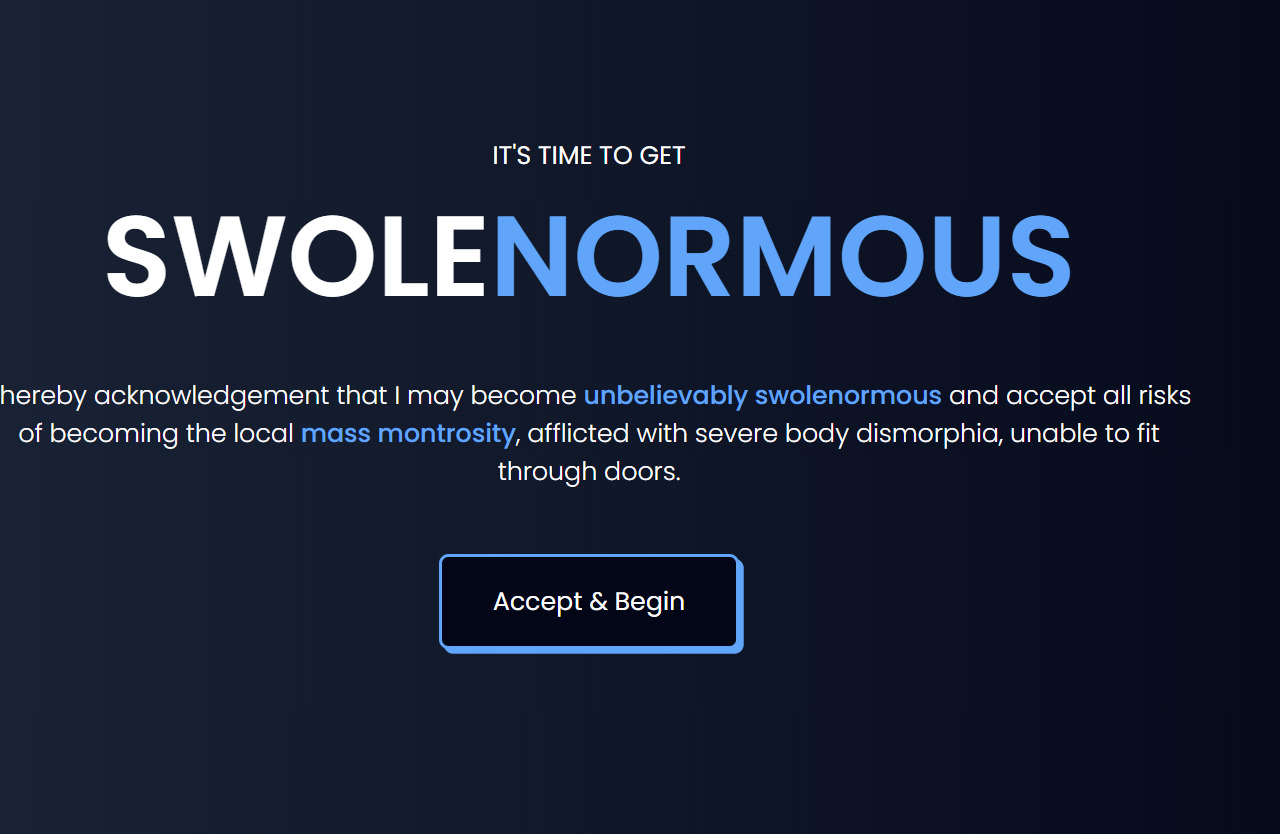 IT'S TIME TO GET
SWOLENORMOUS
hereby acknowledgement that I may become unbelievably swolenormous and accept all risks
of becoming the local mass montrosity, afflicted with severe body dismorphia, unable to fit
through doors.
Accept & Begin